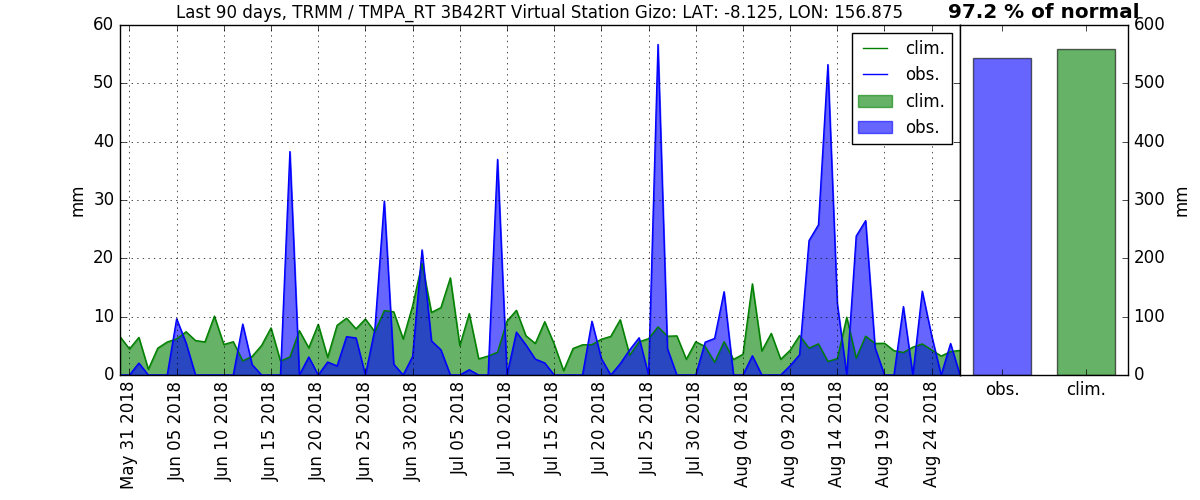 Last 90 days, TRMM / TMPA_RT 3B42RT Virtual Station Gizo: LAT: -8.125, LON: 156.875
97.2 % of normal
60
50
40
30
20
10
0
mm
clim.
obs.
clim.
obs.
May 31 2018
Jun 05 2018
Jun 10 2018
Jun 15 2018
Jun 20 2018
Jun 25 2018
Jun 30 2018
Jul 05 2018
Jul 10 2018
Jul 15 2018
Jul 20 2018
Jul 25 2018
Jul 30 2018
Aug 04 2018
Aug 09 2018
Aug 14 2018
Aug 19 2018
Aug 24 2018
600
500
400
300
200
100
0
mm
obs.
clim.